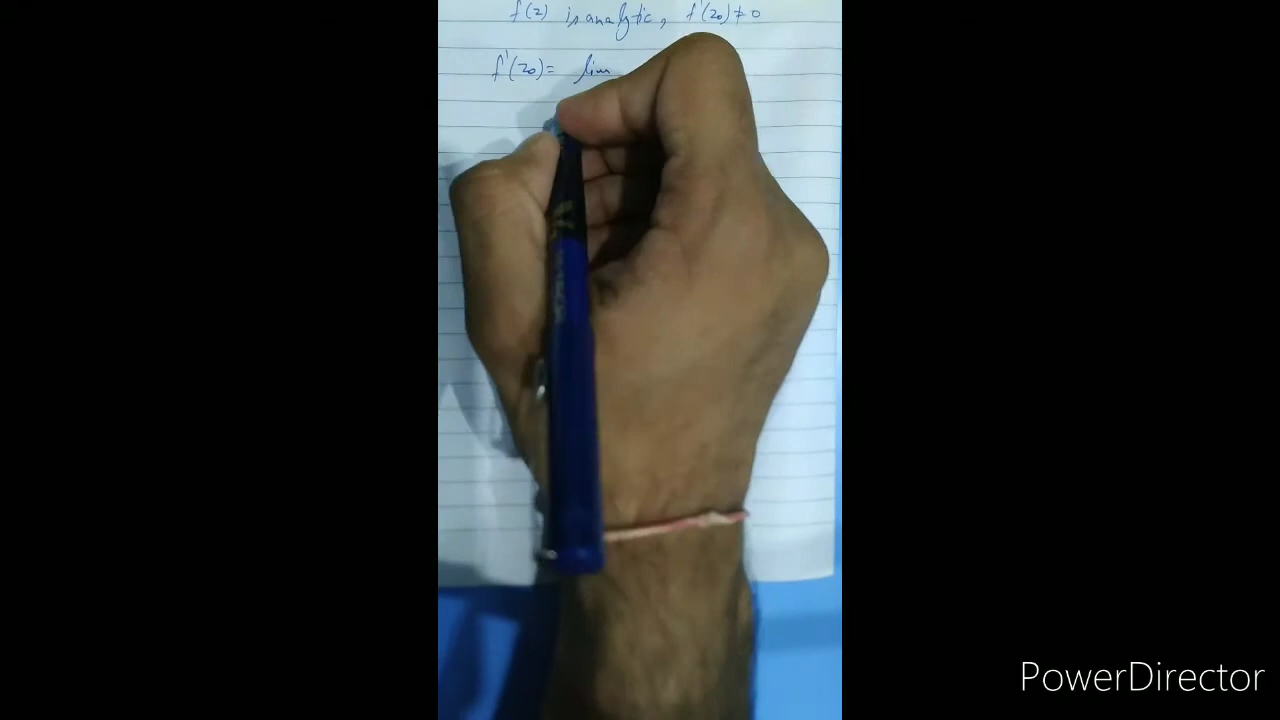 f(z) is analytic, f'(z0) ≠ 0
f'(z0) = lim
PowerDirector